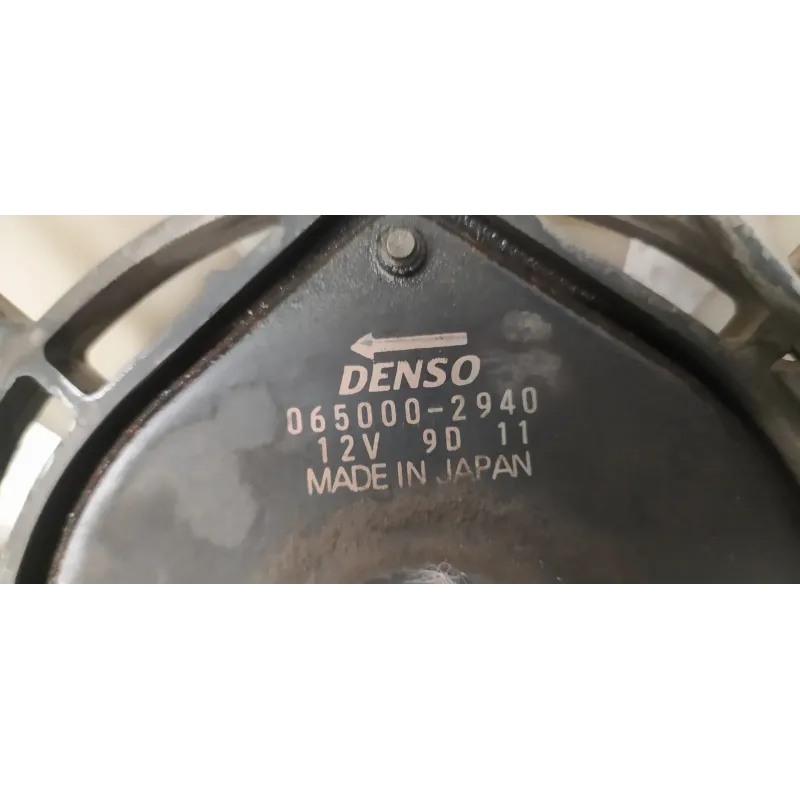 DENSO
065000-2940
12V 9D 11
MADE IN JAPAN